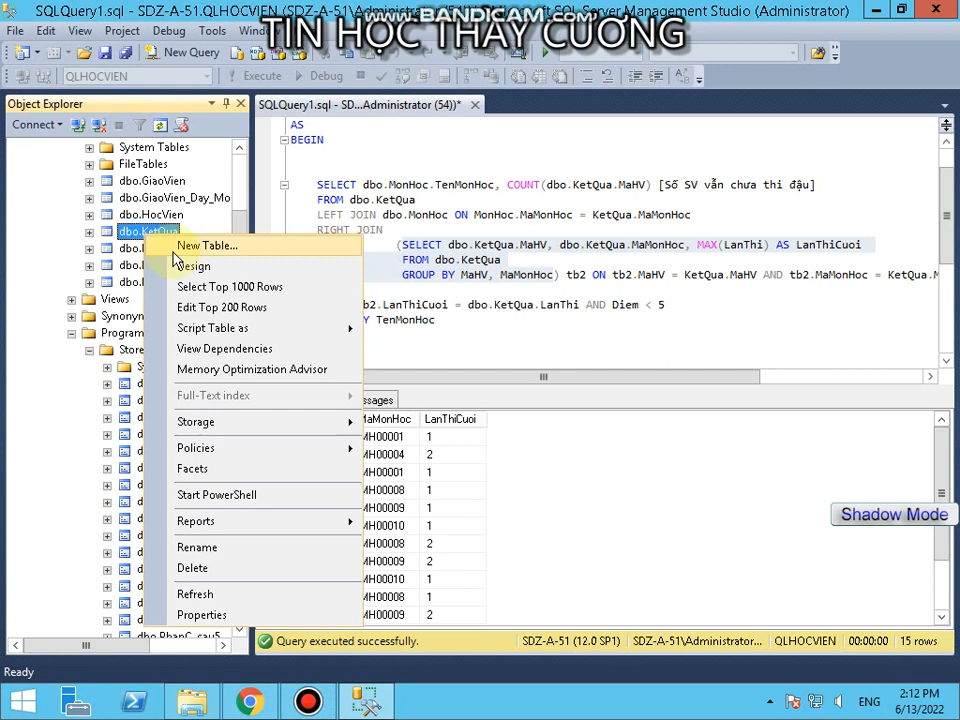 SQLQuery1.sql - SDZ-A-51.QLHOCVIEN
SQL Server Management Studio (Administrator)
www.BANDICAM.com
TIN HỌC THẦY CƯƠNG
File Edit View Project Debug Tools
New Query
QLHOCVIEN
Execute
Debug
Object Explorer
SQLQuery1.sql - SD...Administrator (54))*
Connect
System Tables
FileTables
dbo.GiaoVien
dbo.GiaoVien_Day_Mo
dbo.HocVien
dbo.KetQua
Views
Synonym
Program
Store
dbo.PhanC_cau5
New Table...
Design
Select Top 1000 Rows
Edit Top 200 Rows
Script Table as
View Dependencies
Memory Optimization Advisor
Full-Text index
Storage
Policies
Facets
Start PowerShell
Reports
Rename
Delete
Refresh
Properties
AS
BEGIN
SELECT dbo.MonHoc.TenMonHoc, COUNT(dbo.KetQua.MaHV) [Số SV vẫn chưa thi đậu]
FROM dbo.KetQua
LEFT JOIN dbo.MonHoc ON MonHoc.MaMonHoc = KetQua.MaMonHoc
RIGHT JOIN
(SELECT dbo.KetQua.MaHV, dbo.KetQua.MaMonHoc, MAX(LanThi) AS LanThiCuoi
FROM dbo.KetQua
GROUP BY MaHV, MaMonHoc) tb2 ON tb2.MaHV = KetQua.MaHV AND tb2.MaMonHoc = KetQua.M
tb2.LanThiCuoi = dbo.KetQua.LanThi AND Diem < 5
Y TenMonHoc
ssages
MaMonHoc LanThiCuoi
MH00001 1
MH00004 2
MH00001 1
MH00008 1
MH00009 1
MH00010 1
MH00008 2
MH00009 2
MH00010 1
MH00008 1
MH00009 2
Shadow Mode
Query executed successfully.
SDZ-A-51 (12.0 SP1)
SDZ-A-51\Administrator...
QLHOCVIEN
00:00:00
15 rows
Ready
ENG
2:12 PM
6/13/2022